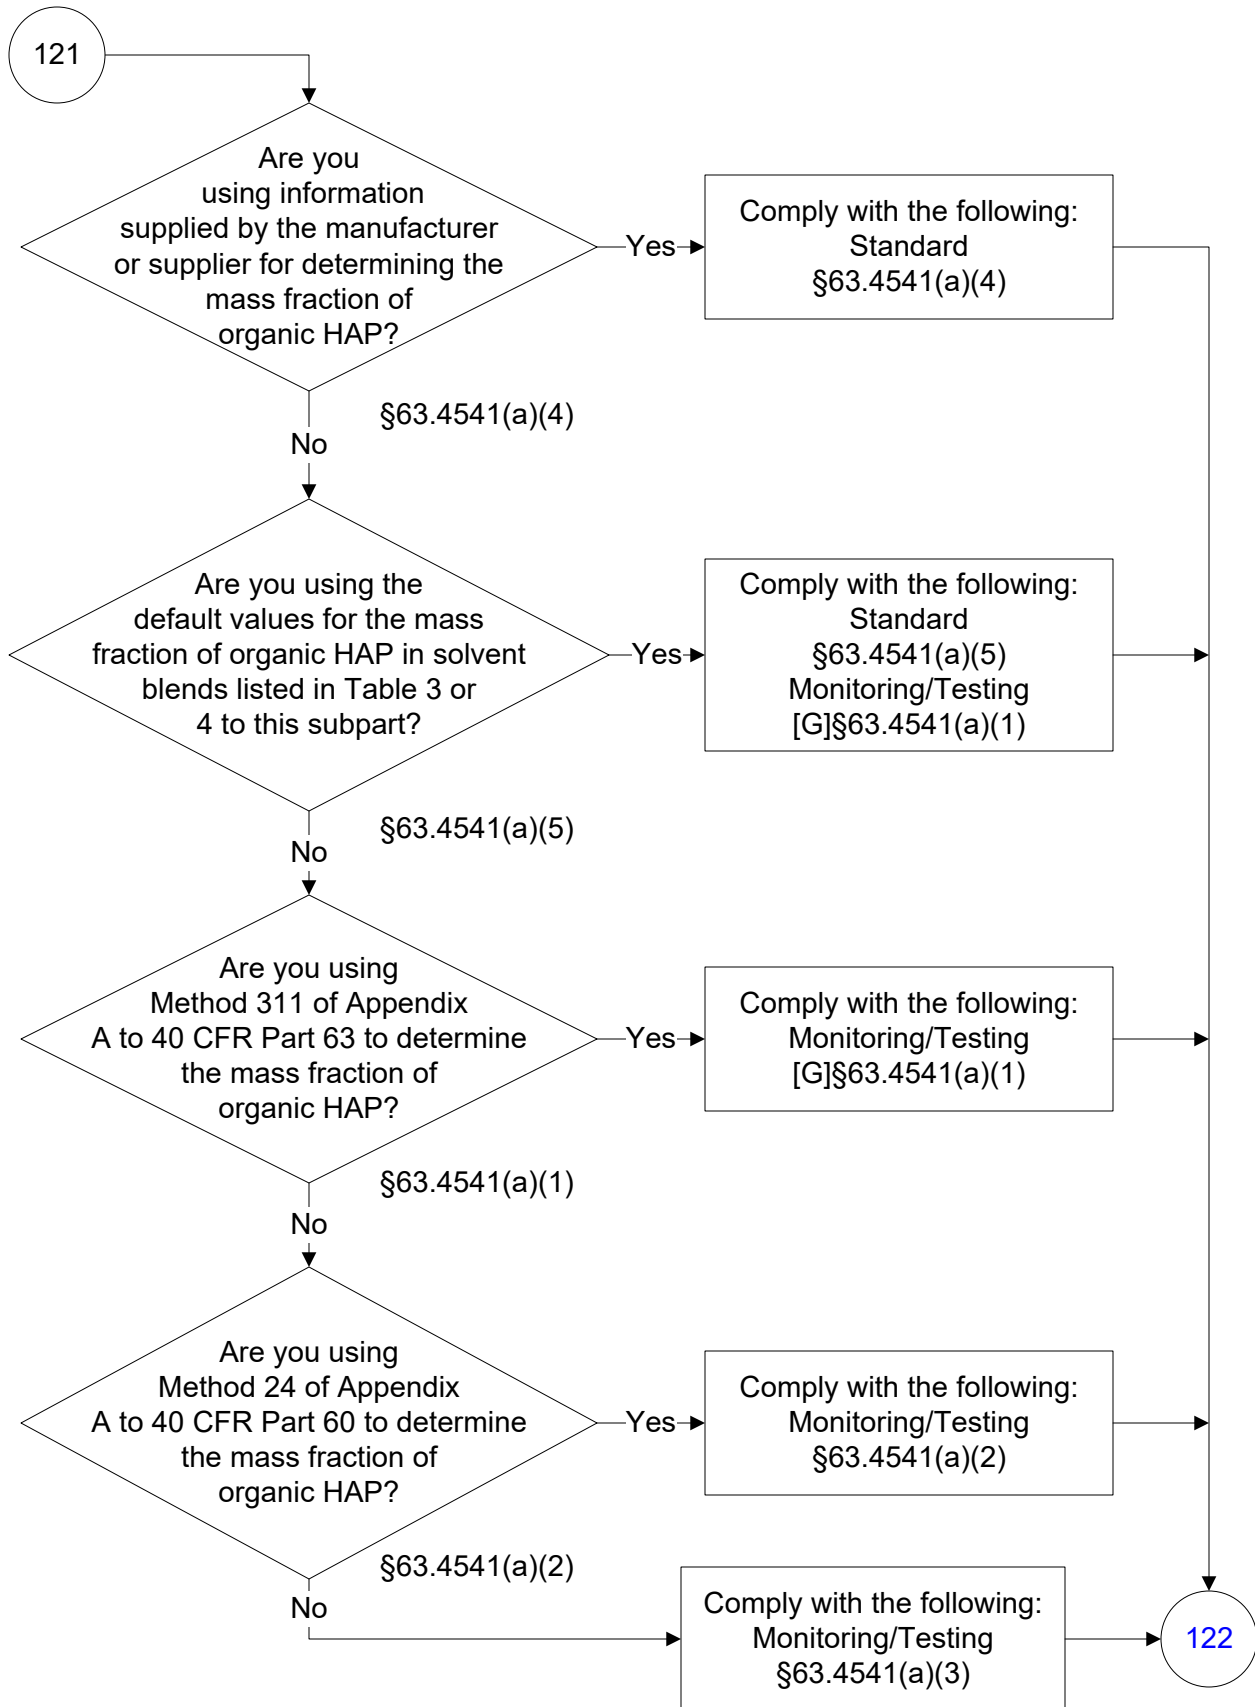 121
Are you
using information
supplied by the manufacturer
or supplier for determining the
mass fraction of
organic HAP?
Yes
Comply with the following:
Standard
§63.4541(a)(4)
§63.4541(a)(4)
No
Are you using the
default values for the mass
fraction of organic HAP in solvent
blends listed in Table 3 or
4 to this subpart?
Yes
Comply with the following:
Standard
§63.4541(a)(5)
Monitoring/Testing
[G]§63.4541(a)(1)
§63.4541(a)(5)
No
Are you using
Method 311 of Appendix
A to 40 CFR Part 63 to determine
the mass fraction of
organic HAP?
Yes
Comply with the following:
Monitoring/Testing
[G]§63.4541(a)(1)
§63.4541(a)(1)
No
Are you using
Method 24 of Appendix
A to 40 CFR Part 60 to determine
the mass fraction of
organic HAP?
Yes
Comply with the following:
Monitoring/Testing
§63.4541(a)(2)
§63.4541(a)(2)
No
Comply with the following:
Monitoring/Testing
§63.4541(a)(3)
122